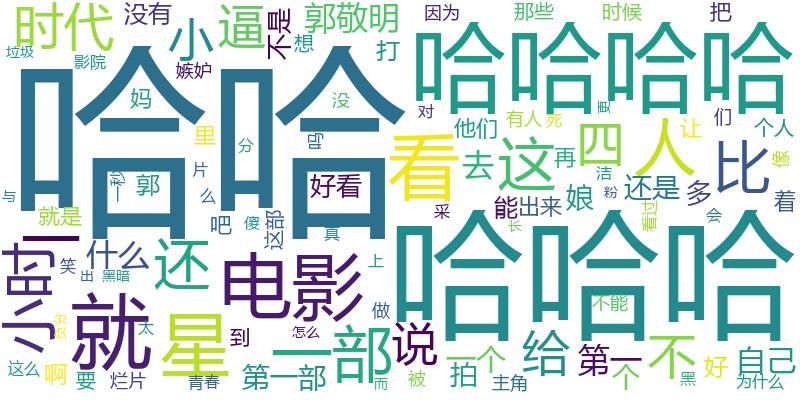 时代 没有 小 逼 不是 郭敬明 因为 那些 时候 把
垃圾 影院 嫉妒 想 打
哈哈 哈哈哈哈
妈 没 对 有人 死 更 们
里 分 吗 看 他们 去 这 再 四 人 让 个人 比 像
一秒 郭 片 好看 洁 粉 还是 多 着
与 就是 么 吧 傻 这部 真 采 能 出来 娘 看过 会
小时 一 什么 还 电影 上 长 哈哈哈
笑 出 黑暗 不能
贡分 就 太 星 到 怎么 做 一部 说 给 第一 不
这么 啊 要 烂片 青春 第一部 而 被 一个 拍 主角 个 黑 好 自己 为什么